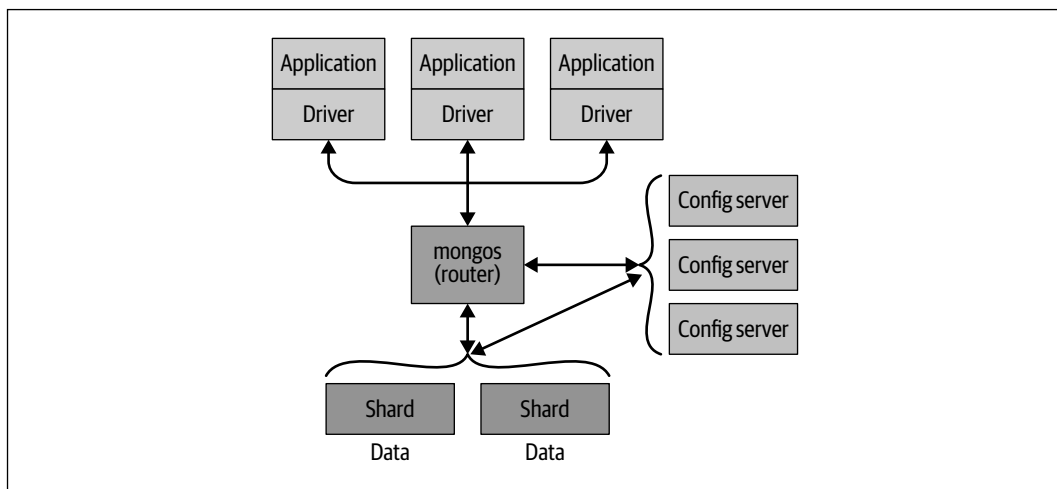 Application
Application
Application
Driver
Driver
Driver
Config server
mongos
(router)
Config server
Config server
Shard
Shard
Data
Data